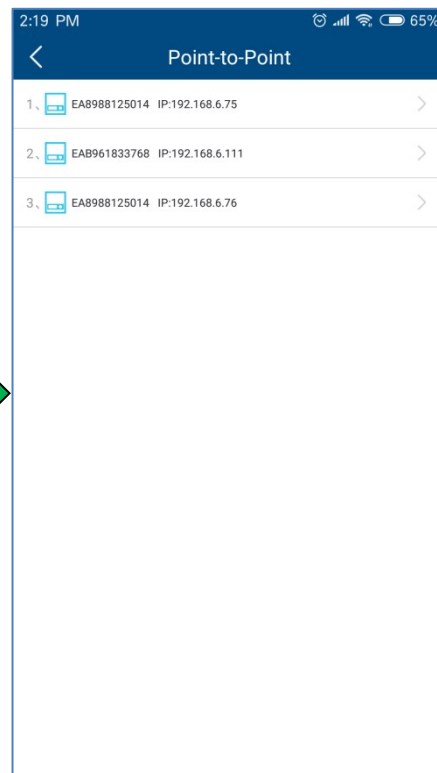 2:19 PM 65%
Point-to-Point
1、 EA8988125014 IP:192.168.6.75
2、 EAB961833768 IP:192.168.6.111
3、 EA8988125014 IP:192.168.6.76